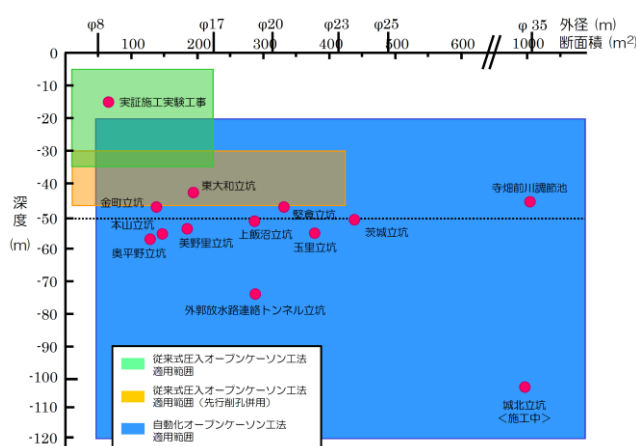 φ8 φ17 φ20 φ23 φ25 φ 35 外径 (m)
100 200 300 400 500 600 1000 断面積 (m2)
0
-10
-20
-30
-40
-50
-60
-70
-80
-90
-100
-110
-120
深度
(m)
実証施工実験工事
東大和立坑
金町立坑
堅倉立坑
寺畑前川調節池
本山立坑
美野里立坑
上飯沼立坑
茨城立坑
奥平野立坑
玉里立坑
外郭放水路連絡トンネル立坑
城北立坑
＜施工中＞
従来式圧入オープンケーソン工法
適用範囲
従来式圧入オープンケーソン工法
適用範囲（先行削孔併用）
自動化オープンケーソン工法
適用範囲